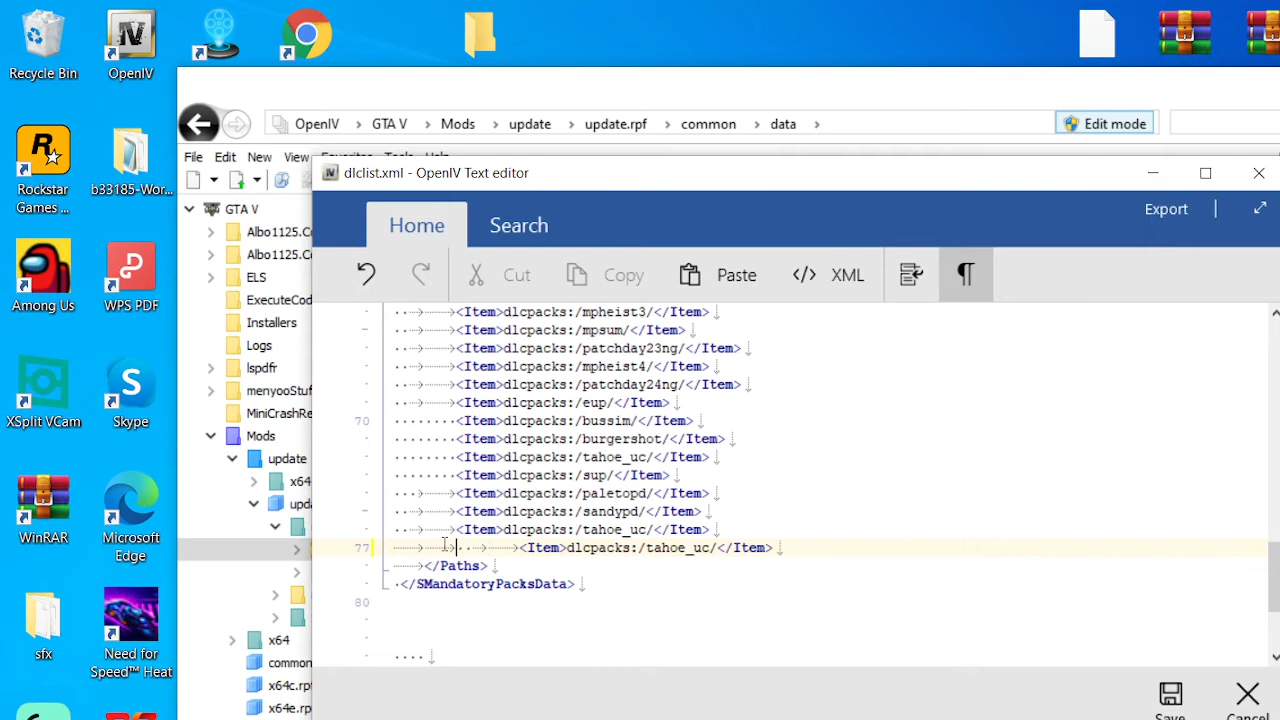 Recycle Bin
OpenIV
OpenIV
GTA V
Mods
update
update.rpf
common
data
Edit mode
File
Edit
New
View
dlclist.xml - OpenIV Text editor
Rockstar
Games ...
b33185-Wor...
GTA V
Home
Search
Export
Albo1125.Co
Albo1125.Co
ELS
ExecuteCod
Installers
Logs
lspdfr
menyooStuf
MiniCrashRe
Mods
update
x64
upd
x64
common
x64c.rp
x64e.rp
Cut
Copy
Paste
</> XML
Among Us
WPS PDF
XSplit VCam
Skype
WinRAR
Microsoft
Edge
sfx
Need for
Speed™ Heat
<Item>dlcpacks:/mpheist3/</Item>
<Item>dlcpacks:/mpsum/</Item>
<Item>dlcpacks:/patchday23ng/</Item>
<Item>dlcpacks:/mpheist4/</Item>
<Item>dlcpacks:/patchday24ng/</Item>
<Item>dlcpacks:/eup/</Item>
70 <Item>dlcpacks:/bussim/</Item>
<Item>dlcpacks:/burgershot/</Item>
<Item>dlcpacks:/tahoe_uc/</Item>
<Item>dlcpacks:/sup/</Item>
<Item>dlcpacks:/paletopd/</Item>
<Item>dlcpacks:/sandypd/</Item>
<Item>dlcpacks:/tahoe_uc/</Item>
77 <Item>dlcpacks:/tahoe_uc/</Item>
</Paths>
</SMandatoryPacksData>
80
Save
Cancel